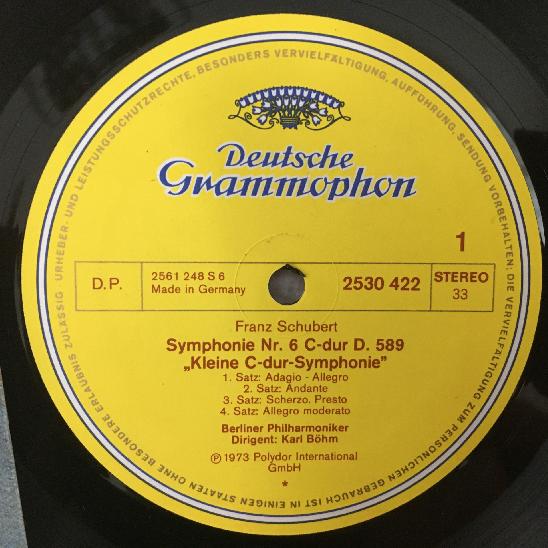 URHEBER- UND LEISTUNGSSCHUTZRECHTE, BESONDERS VERVIELFÄLTIGUNG, AUFFÜHRUNG, SENDUNG VORBEHALTEN; DIE VERVIELFÄLTIGUNG ZUM PERSÖNLICHEN GEBRAUCH IST IN EINIGEN STAATEN OHNE BESONDERE ERLAUBNIS ZULÄSSIG
Deutsche
Grammophon
1
D.P.
2561 248 S 6
Made in Germany
2530 422
STEREO
33
Franz Schubert
Symphonie Nr. 6 C-dur D. 589
„Kleine C-dur-Symphonie”
1. Satz: Adagio - Allegro
2. Satz: Andante
3. Satz: Scherzo. Presto
4. Satz: Allegro moderato
Berliner Philharmoniker
Dirigent: Karl Böhm
Ⓟ 1973 Polydor International
GmbH
*